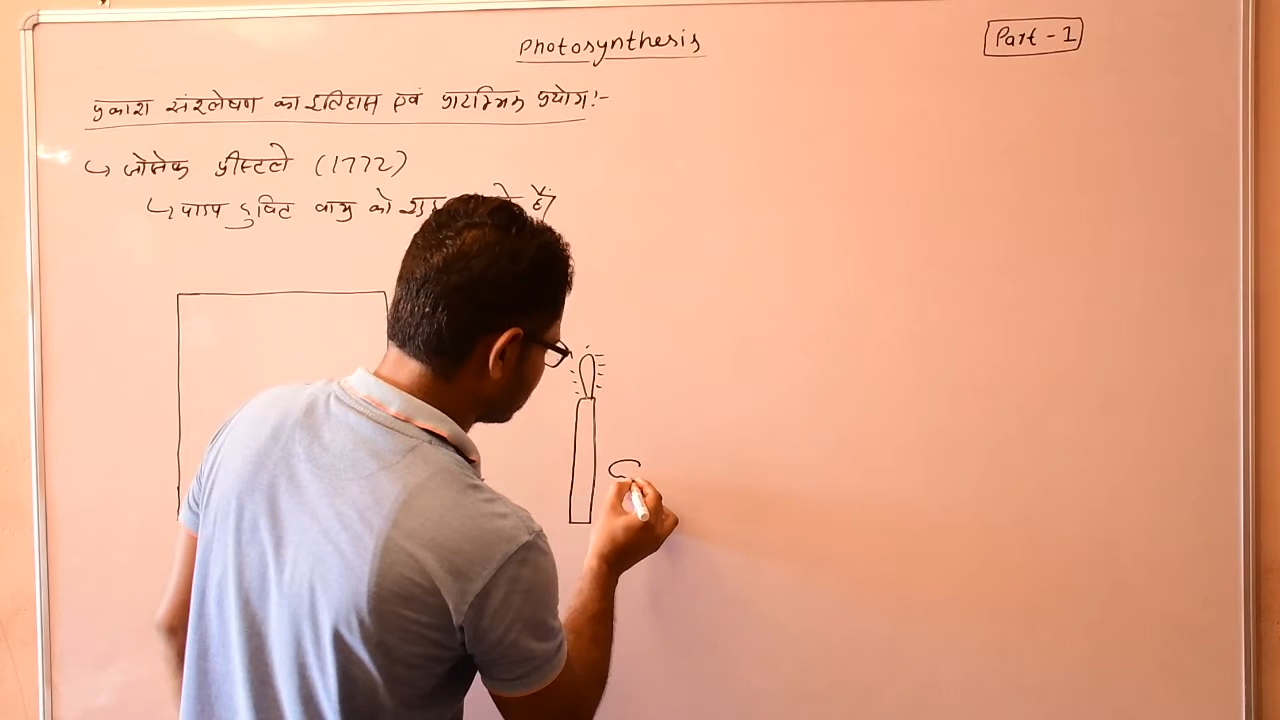 Photosynthesis
Part - 1
प्रकाश संश्लेषण का इतिहास एवं प्रारम्भिक प्रयोग :-
↳ जोसेफ प्रीस्टले (1772)
↳ पादप दुषित वायु को हैं।